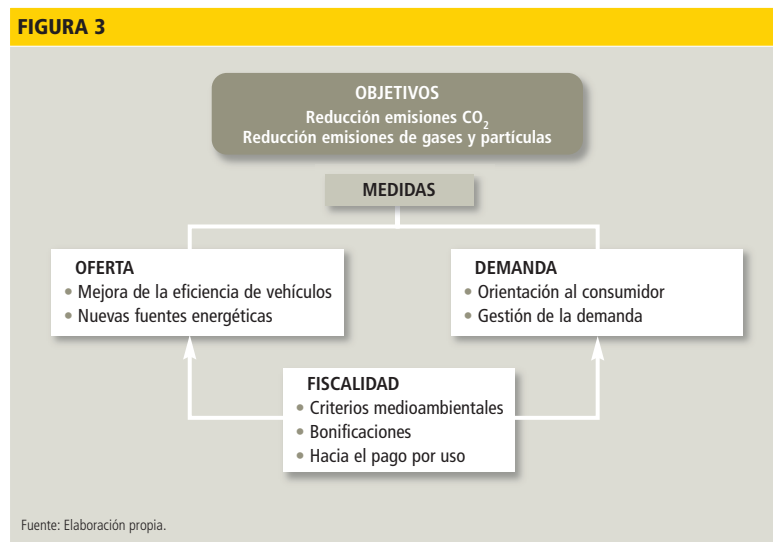 FIGURA 3
OBJETIVOS
Reducción emisiones CO₂
Reducción emisiones de gases y partículas
MEDIDAS
OFERTA
• Mejora de la eficiencia de vehículos
• Nuevas fuentes energéticas
DEMANDA
• Orientación al consumidor
• Gestión de la demanda
FISCALIDAD
• Criterios medioambientales
• Bonificaciones
• Hacia el pago por uso
Fuente: Elaboración propia.